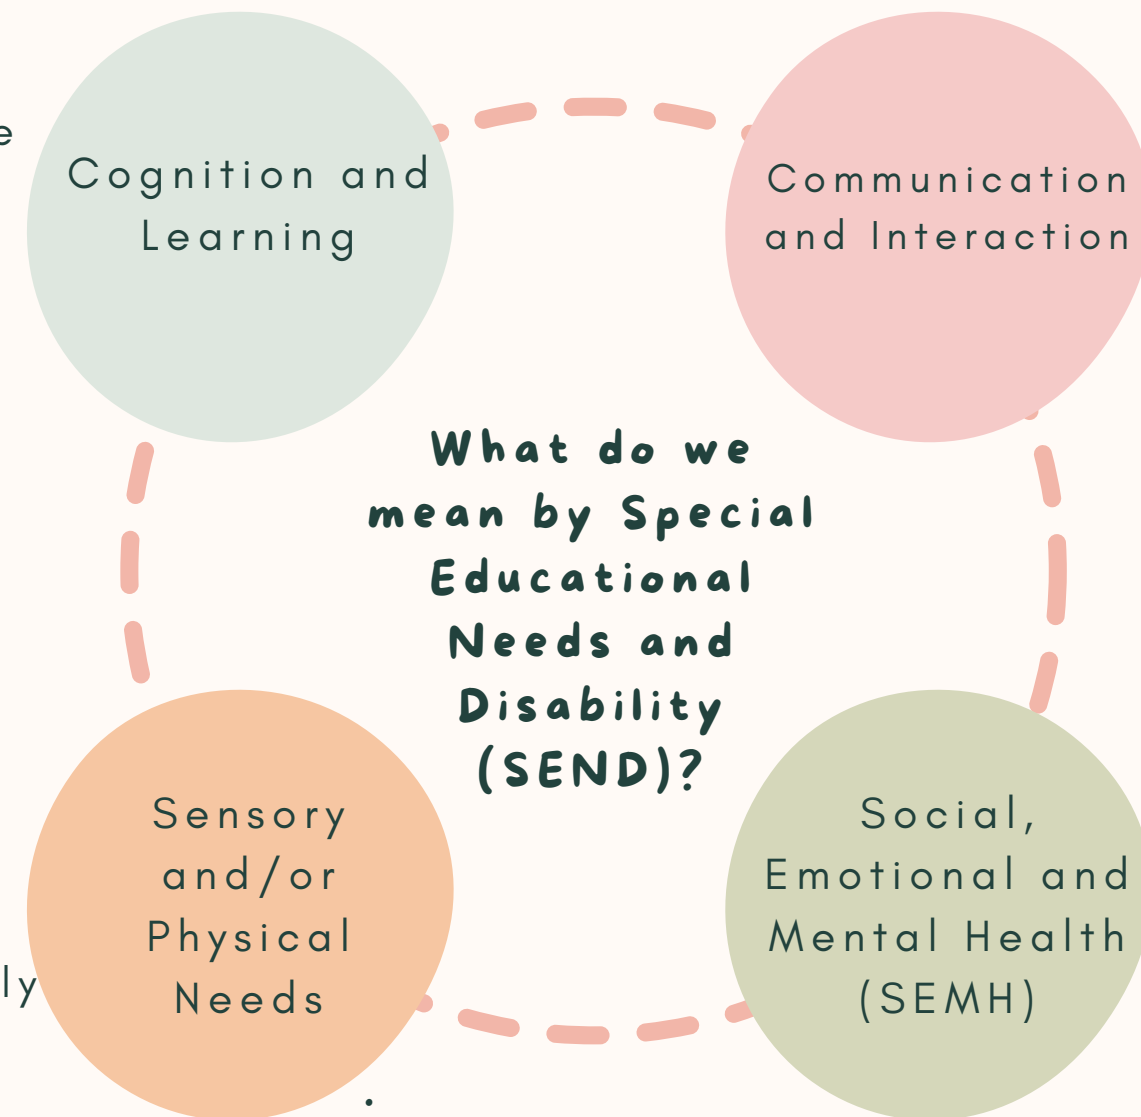 e
Cognition and
Learning
Communication
and Interaction
What do we
mean by Special
Educational
Needs and
Disability
(SEND)?
Sensory
and/or
Physical
Needs
ly
Social,
Emotional and
Mental Health
(SEMH)
.